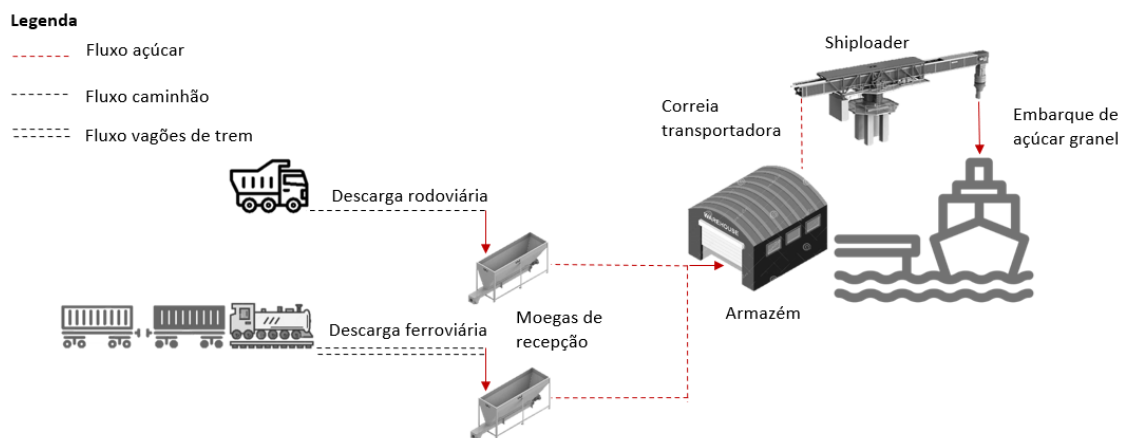 Legenda
Fluxo açúcar
Fluxo caminhão
Fluxo vagões de trem
Shiploader
Correia
transportadora
Embarque de
açúcar granel
Descarga rodoviária
WAREHOUSE
Armazém
Descarga ferroviária
Moegas de
recepção